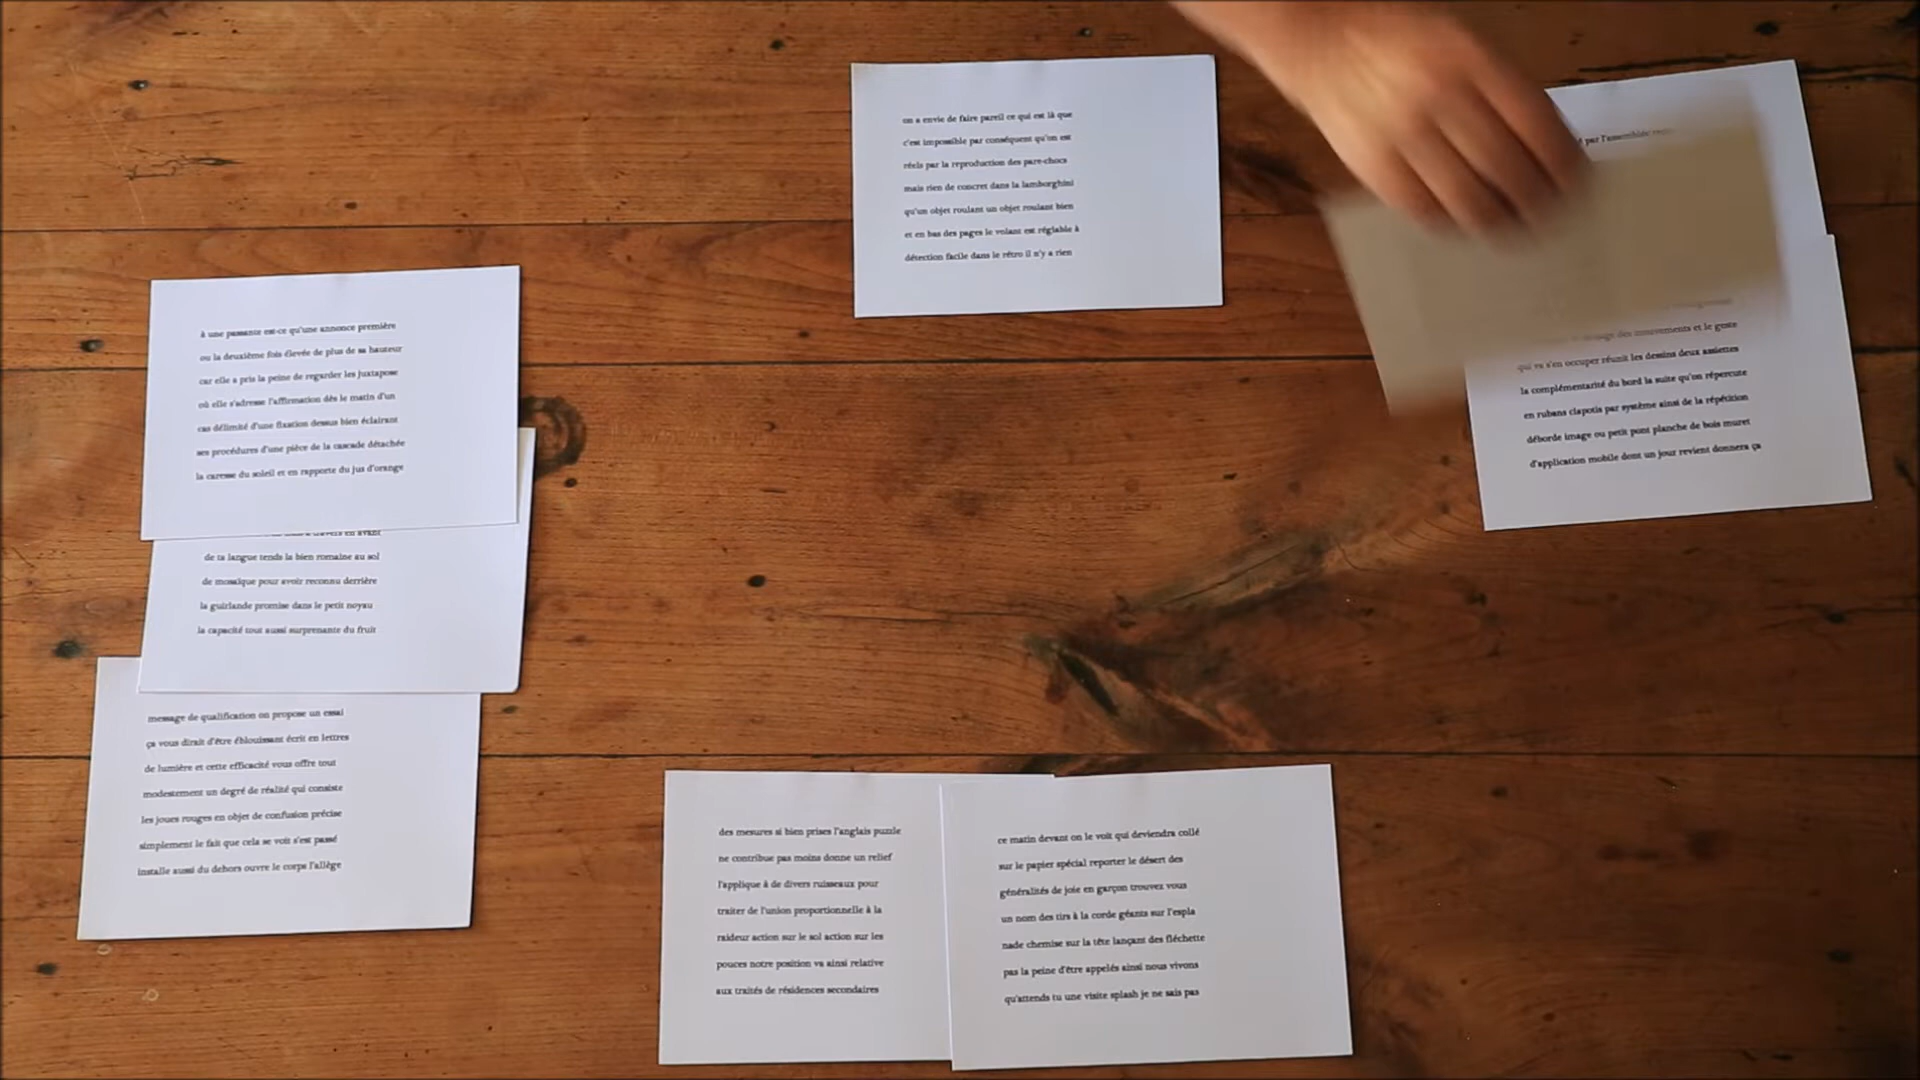 on a envie de faire pareil ce qui est là que
c'est impossible par conséquent qu'on est
réels par la reproduction des pare-chocs
mais rien de concret dans la lamborghini
qu'un objet roulant un objet roulant bien
et en bas des pages le volant est réglable à
détection facile dans le rétro il n'y a rien
par l'assemblée
des mouvements et le geste
qui va s'en occuper réunit les dessins deux assiettes
la complémentarité du bord la suite qu'on répercute
en rubans clapotis par système ainsi de la répétition
déborde image ou petit pont planche de bois muret
d'application mobile dont un jour revient donnera ça
à une passante est-ce qu'une annonce première
ou la deuxième fois élevée de plus de sa hauteur
car elle a pris la peine de regarder les juxtapose
où elle s'adresse l'affirmation dès le matin d'un
cas délimité d'une fixation dessus bien éclairant
ses procédures d'une pièce de la cascade détachée
la caresse du soleil et en rapporte du jus d'orange
en avant
de ta langue tends la bien romaine au sol
de mosaïque pour avoir reconnu derrière
la guirlande promise dans le petit noyau
la capacité tout aussi surprenante du fruit
message de qualification on propose un essai
ça vous dirait d'être éblouissant écrit en lettres
de lumière et cette efficacité vous offre tout
modestement un degré de réalité qui consiste
les joues rouges en objet de confusion précise
simplement le fait que cela se voit s'est passé
installe aussi du dehors ouvre le corps l'allège
des mesures si bien prises l'anglais puzzle
ne contribue pas moins donne un relief
l'applique à de divers ruisseaux pour
traiter de l'union proportionnelle à la
raideur action sur le sol action sur les
pouces notre position va ainsi relative
aux traités de résidences secondaires
ce matin devant on le voit qui deviendra collé
sur le papier spécial reporter le désert des
généralités de joie en garçon trouvez vous
un nom des tirs à la corde géants sur l'espla
nade chemise sur la tête lançant des fléchette
pas la peine d'être appelés ainsi nous vivons
qu'attends tu une visite splash je ne sais pas